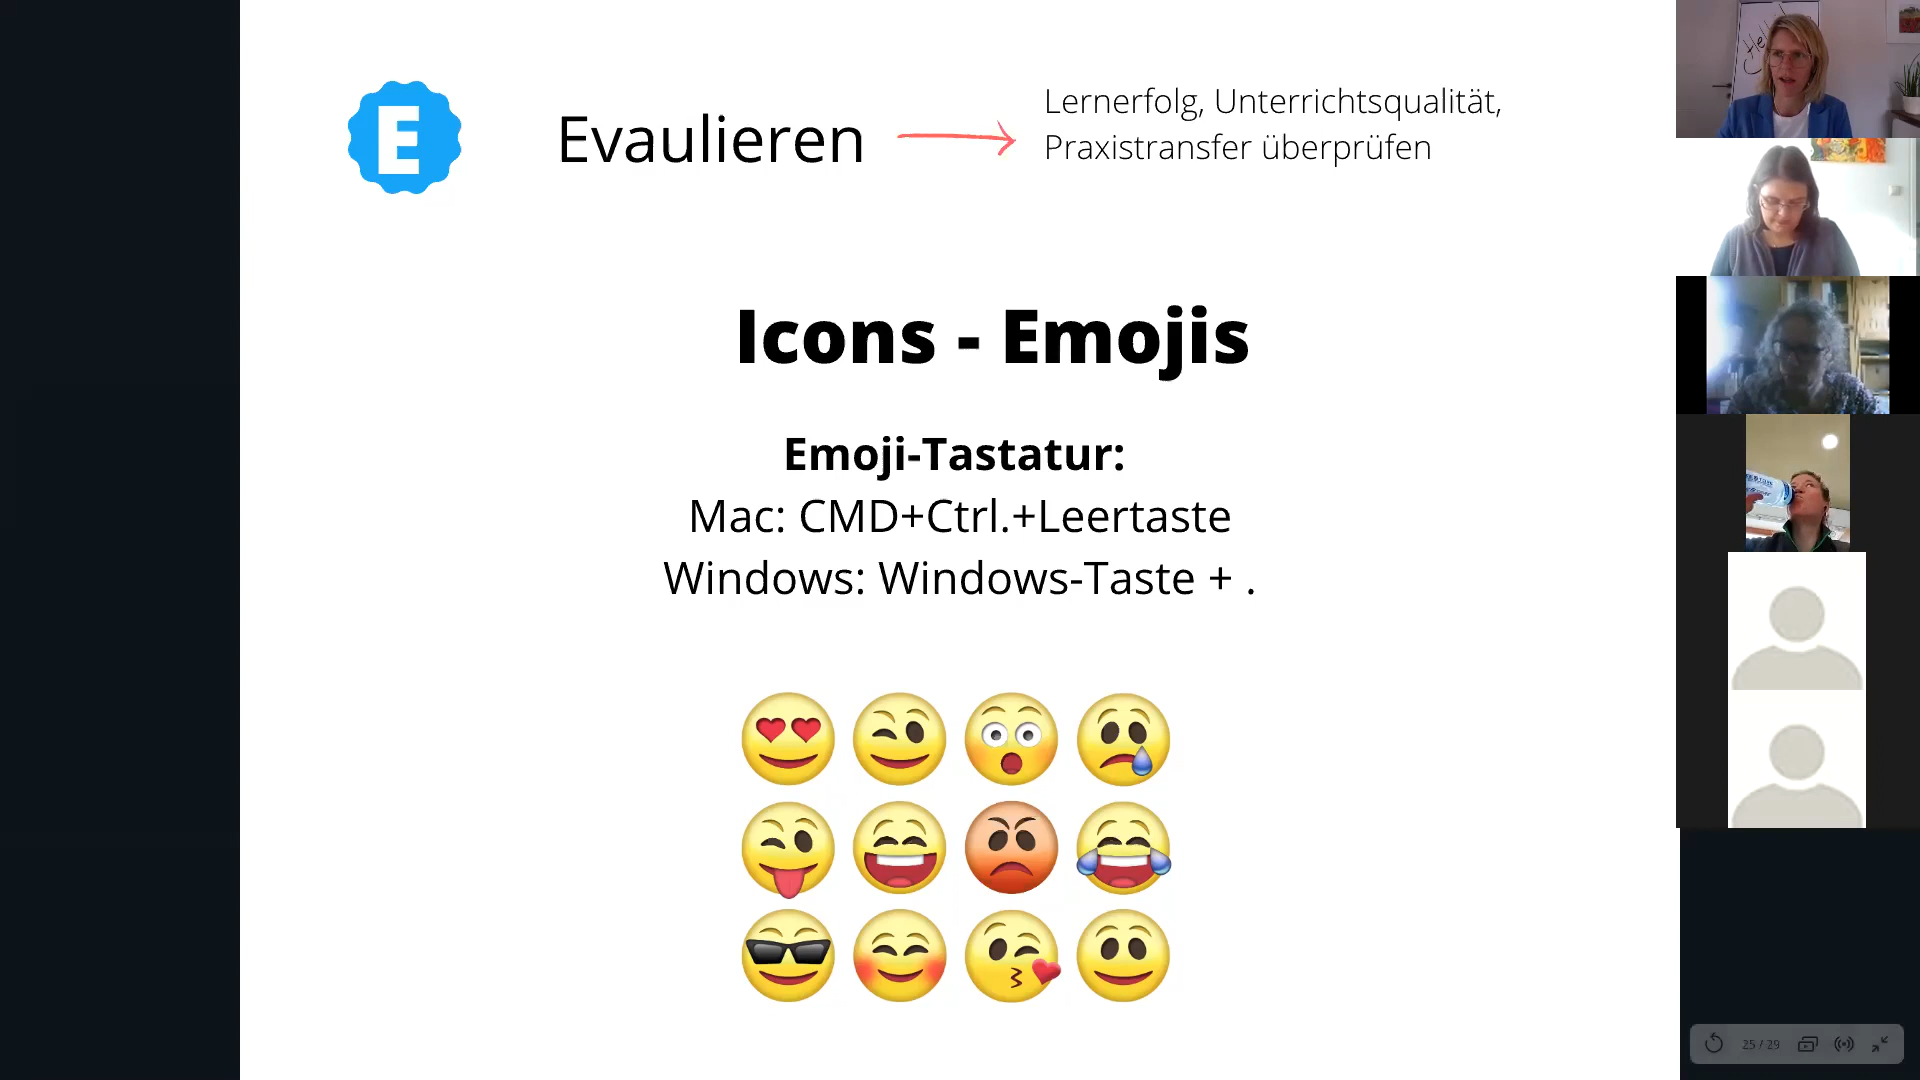 E
Evaulieren
Lernerfolg, Unterrichtsqualität,
Praxistransfer überprüfen
Icons - Emojis
Emoji-Tastatur:
Mac: CMD+Ctrl.+Leertaste
Windows: Windows-Taste + .
25 / 29